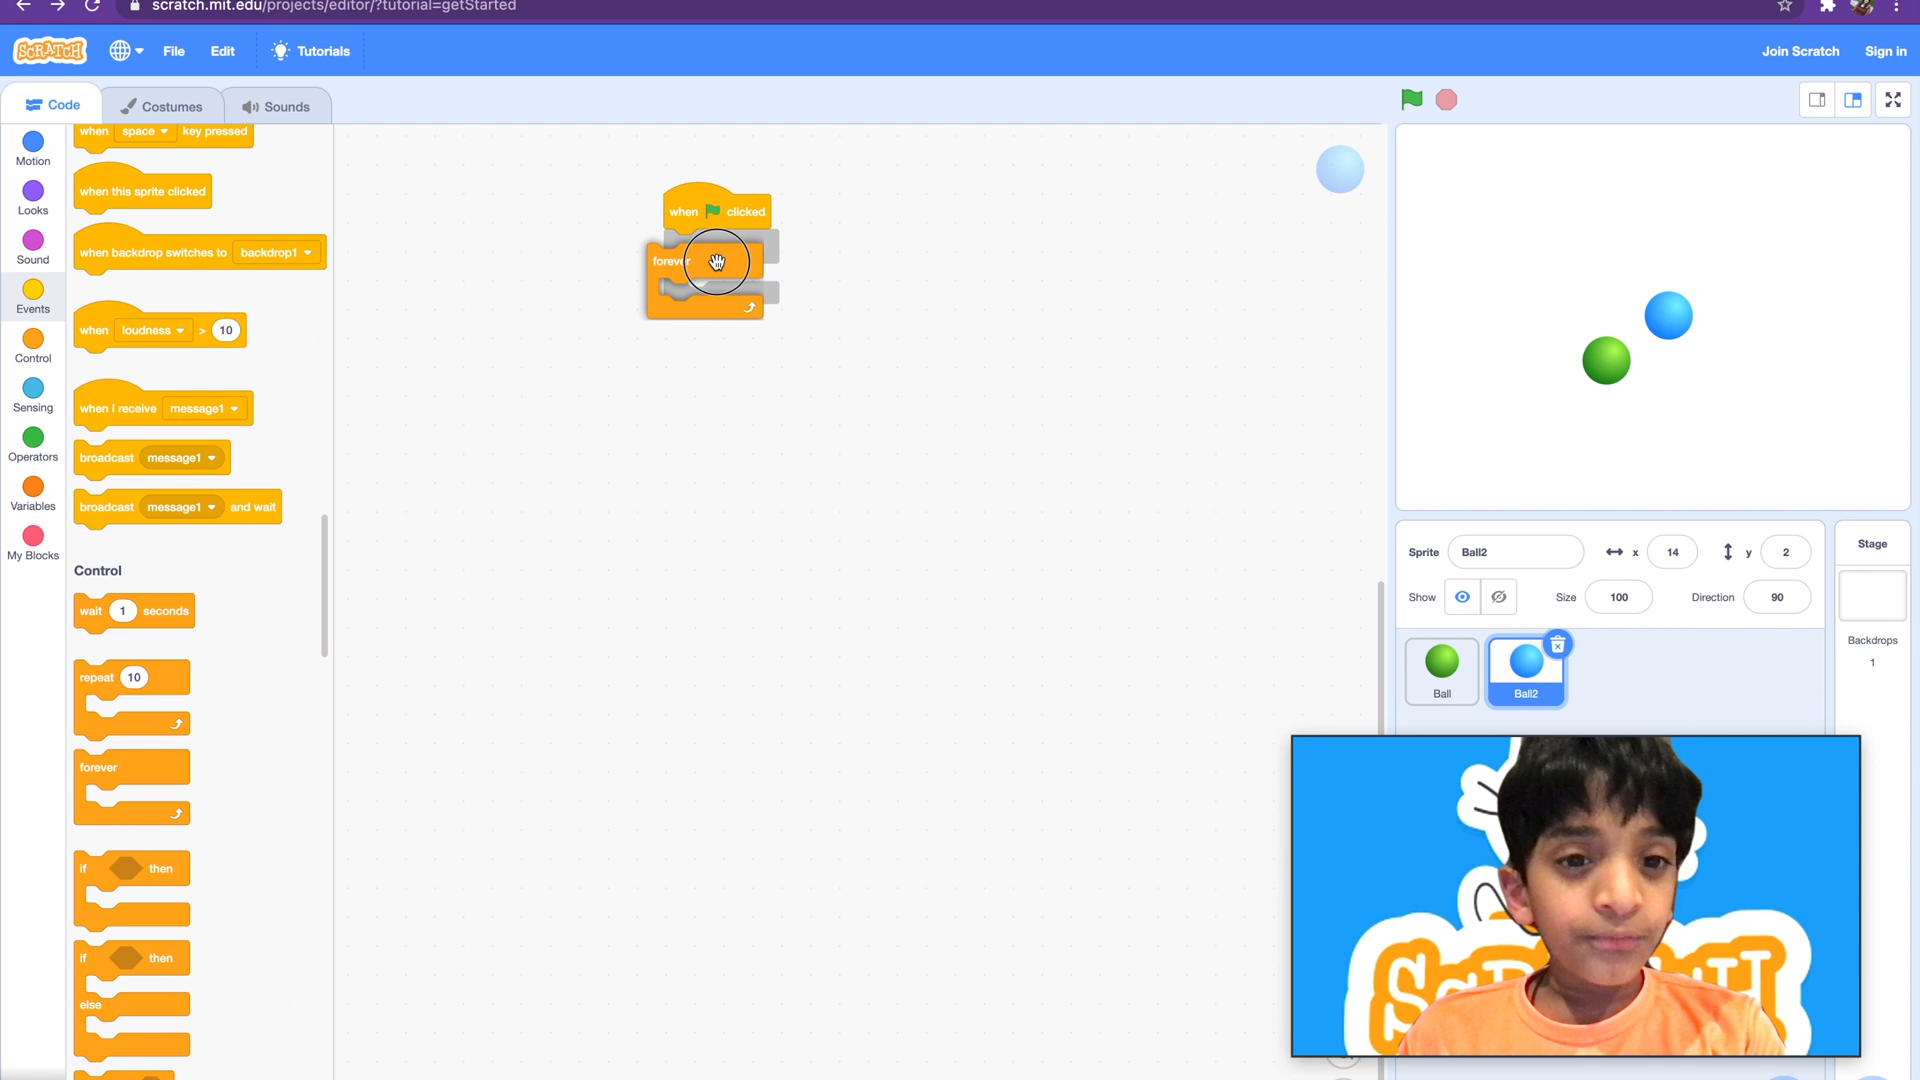 scratch.mit.edu/projects/editor/?tutorial=getStarted
SCRATCH
File
Edit
Tutorials
Join Scratch
Sign in
Code
Costumes
Sounds
Motion
Looks
Sound
Events
Control
Sensing
Operators
Variables
My Blocks
when space key pressed
when this sprite clicked
when backdrop switches to backdrop1
when loudness > 10
when I receive message1
broadcast message1
broadcast message1 and wait
Control
wait 1 seconds
repeat 10
forever
if then
if then
else
when clicked
forever
Sprite Ball2 x 14 y 2
Show Size 100 Direction 90
Ball
Ball2
Stage
Backdrops
1